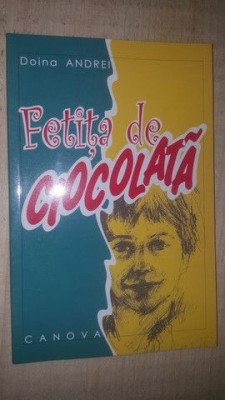 Doina ANDREI
Fetița de
CIOCOLATĂ
CANOVA